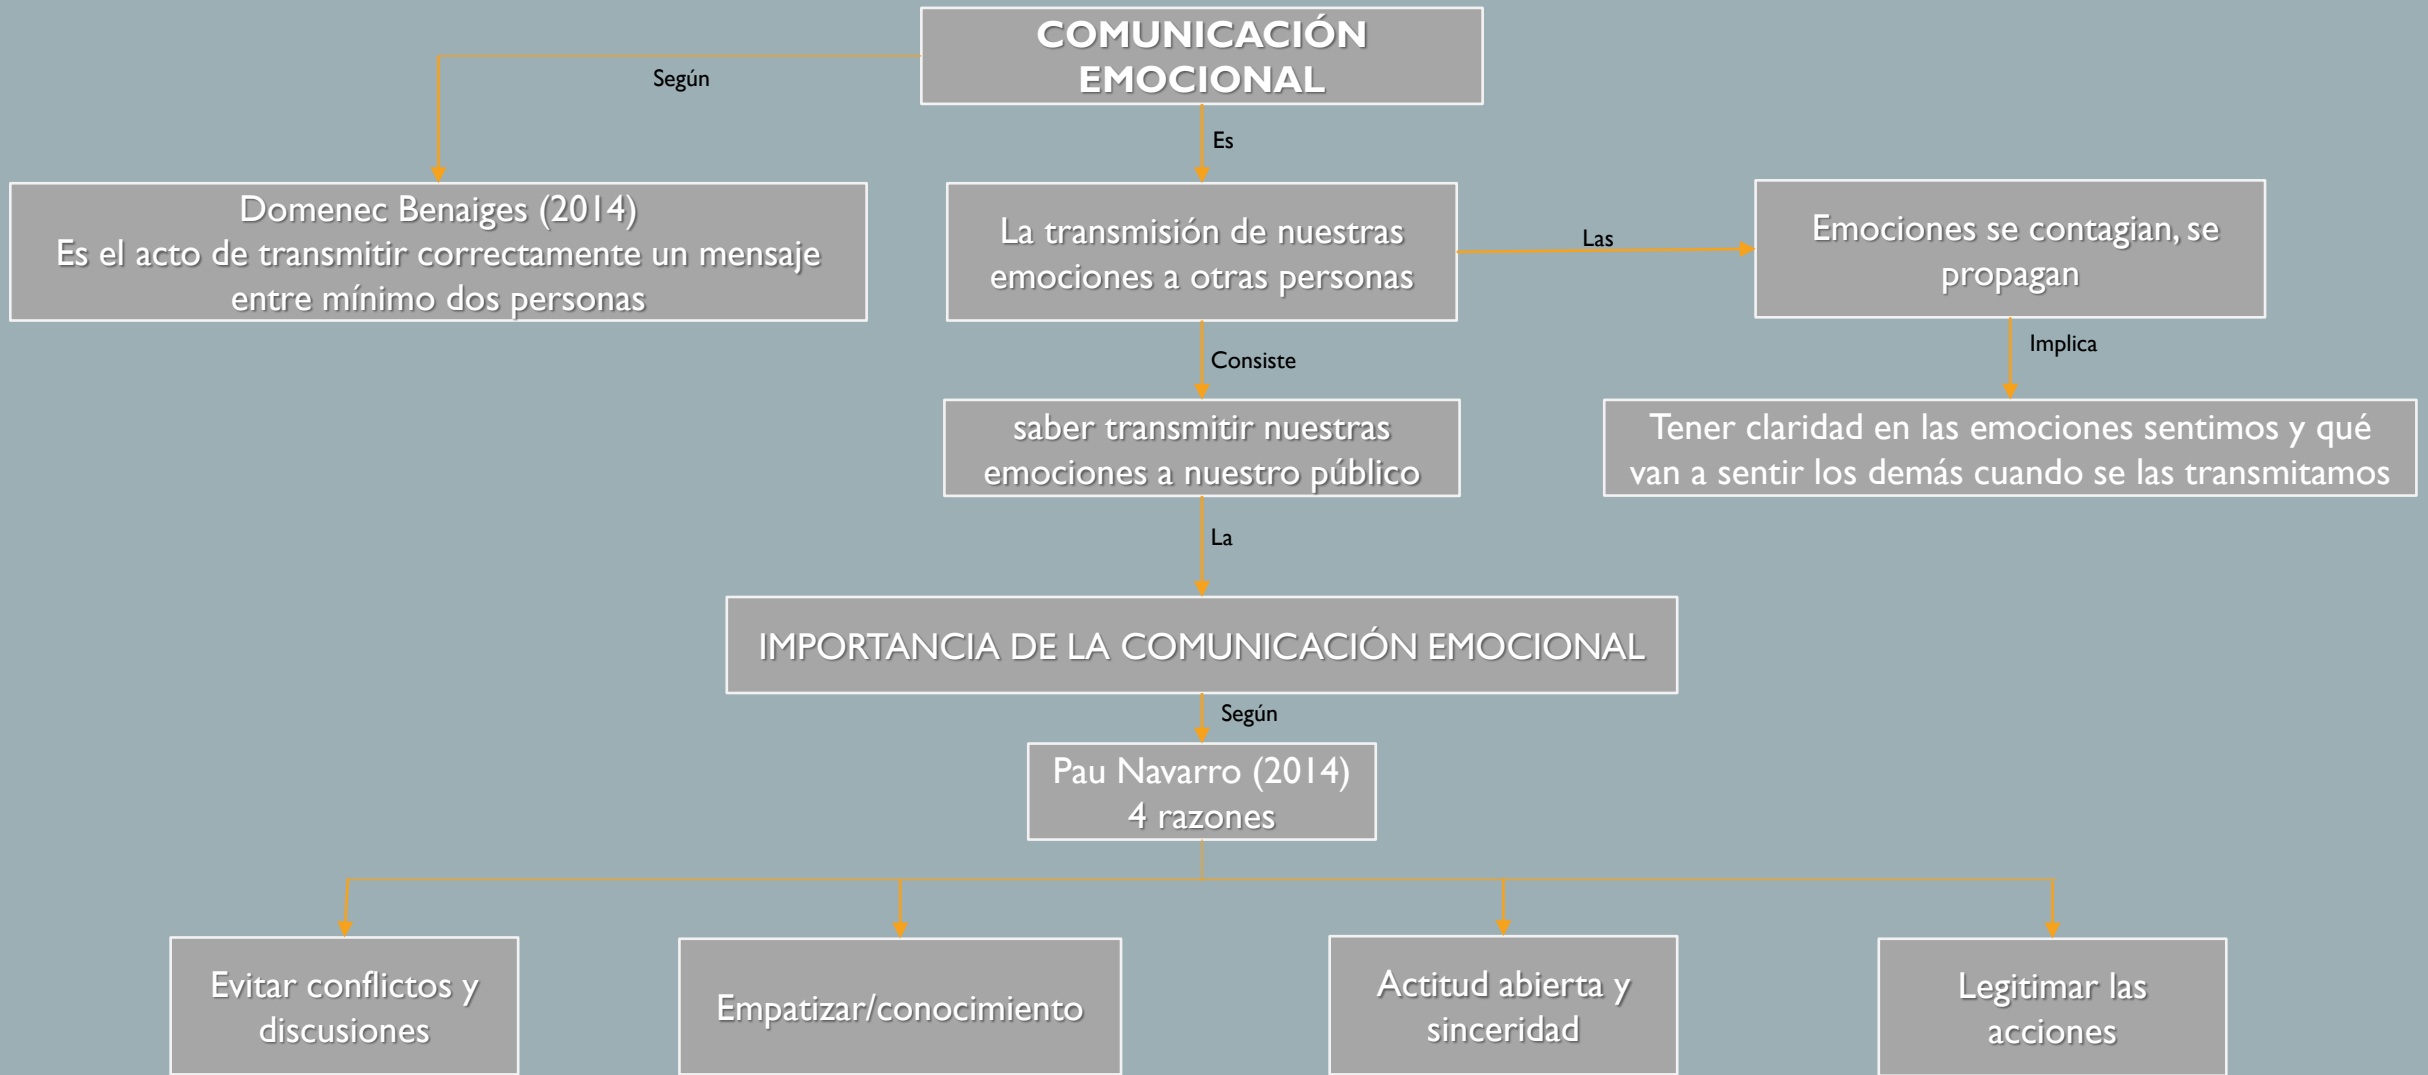 COMUNICACIÓN
EMOCIONAL
Según
Es
Domenec Benaiges (2014)
Es el acto de transmitir correctamente un mensaje
entre mínimo dos personas
La transmisión de nuestras
emociones a otras personas
Las
Emociones se contagian, se
propagan
Consiste
Implica
saber transmitir nuestras
emociones a nuestro público
Tener claridad en las emociones sentimos y qué
van a sentir los demás cuando se las transmitamos
La
IMPORTANCIA DE LA COMUNICACIÓN EMOCIONAL
Según
Pau Navarro (2014)
4 razones
Evitar conflictos y
discusiones
Empatizar/conocimiento
Actitud abierta y
sinceridad
Legitimar las
acciones